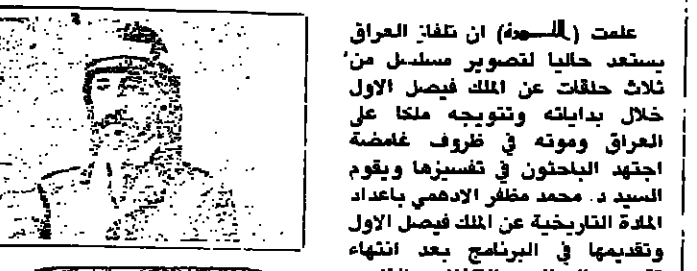 علمت (السدة) ان تلفاز العراق
يستعد حاليا لتصوير مسلسل من
ثلاث حلقات عن الملك فيصل الاول
خلال بداياته وتتويجه ملكا على
العراق وموته في ظروف غامضة
اجتهد الباحثون في تفسيرها ويقوم
السيد د. محمد مظفر الادهمي باعداد
المادة التاريخية عن الملك فيصل الاول
وتقديمها في البرنامج بعد انتهاء